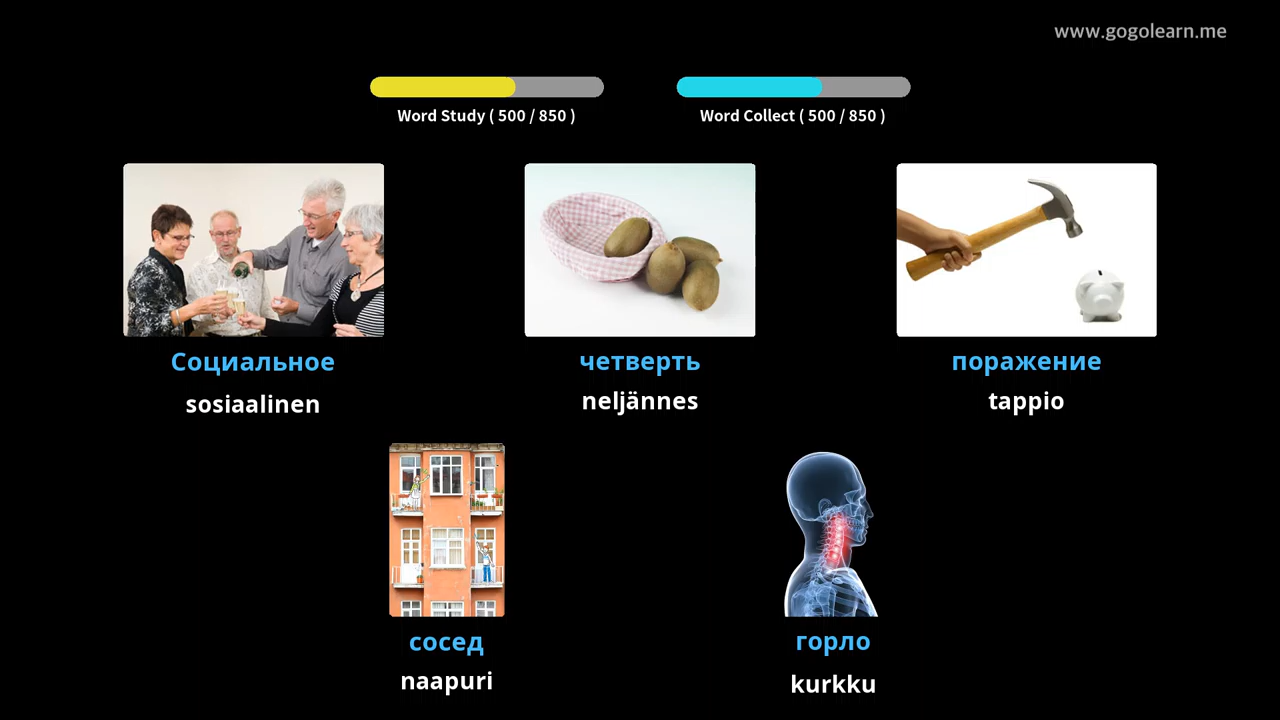 www.gogolearn.me
Word Study ( 500 / 850 )
Word Collect ( 500 / 850 )
Социальное
sosiaalinen
четверть
neljännes
поражение
tappio
сосед
naapuri
горло
kurkku